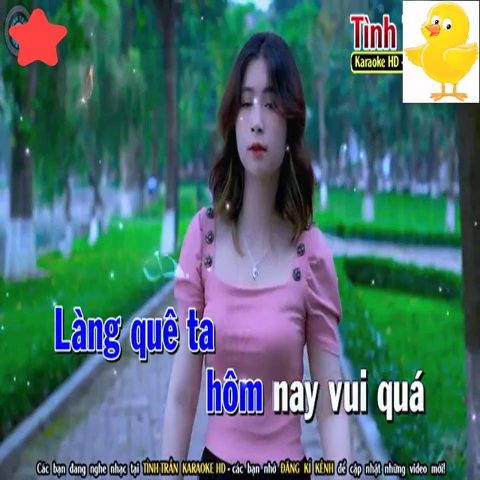 Tình
Karaoke HD -
Làng quê ta
hôm nay vui quá
Các bạn đang nghe nhạc tại TÌNH TRẦN KARAOKE HD - các bạn nhớ ĐĂNG KÍ KÊNH để cập nhật những video mới!